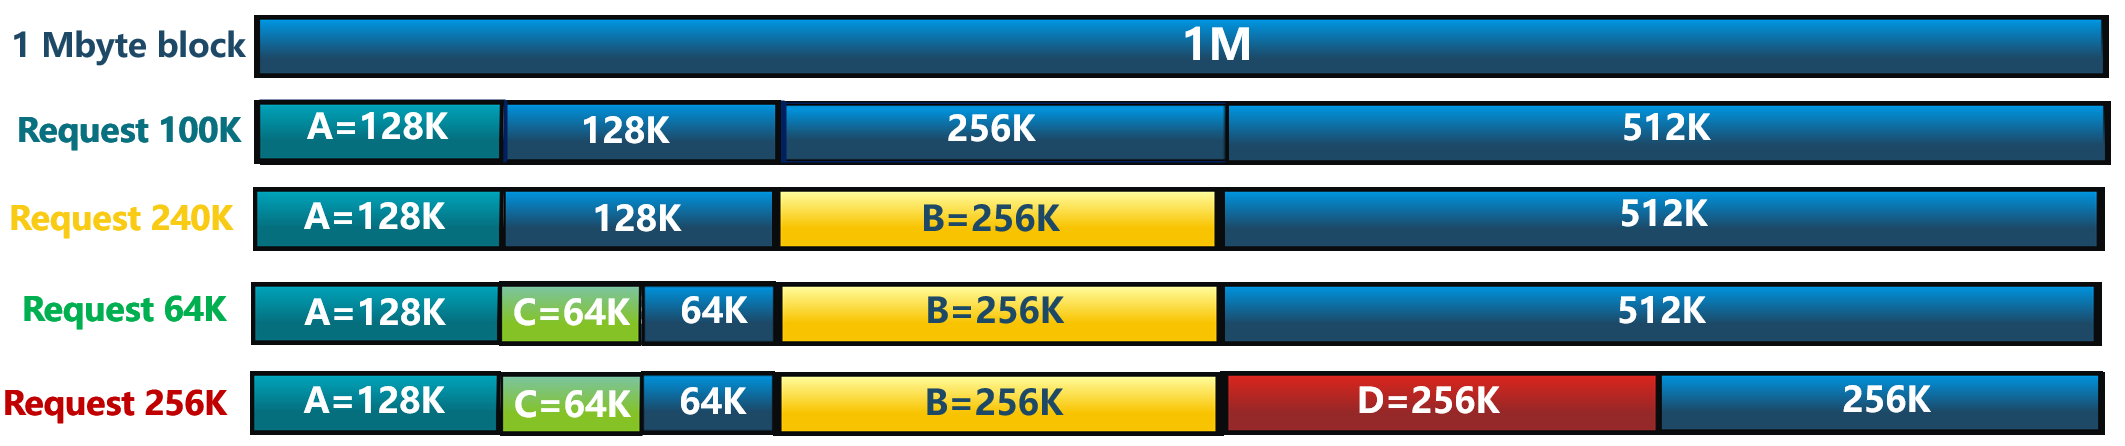 1 Mbyte block 1M
Request 100K A=128K 128K 256K 512K
Request 240K A=128K 128K B=256K 512K
Request 64K A=128K C=64K 64K B=256K 512K
Request 256K A=128K C=64K 64K B=256K D=256K 256K